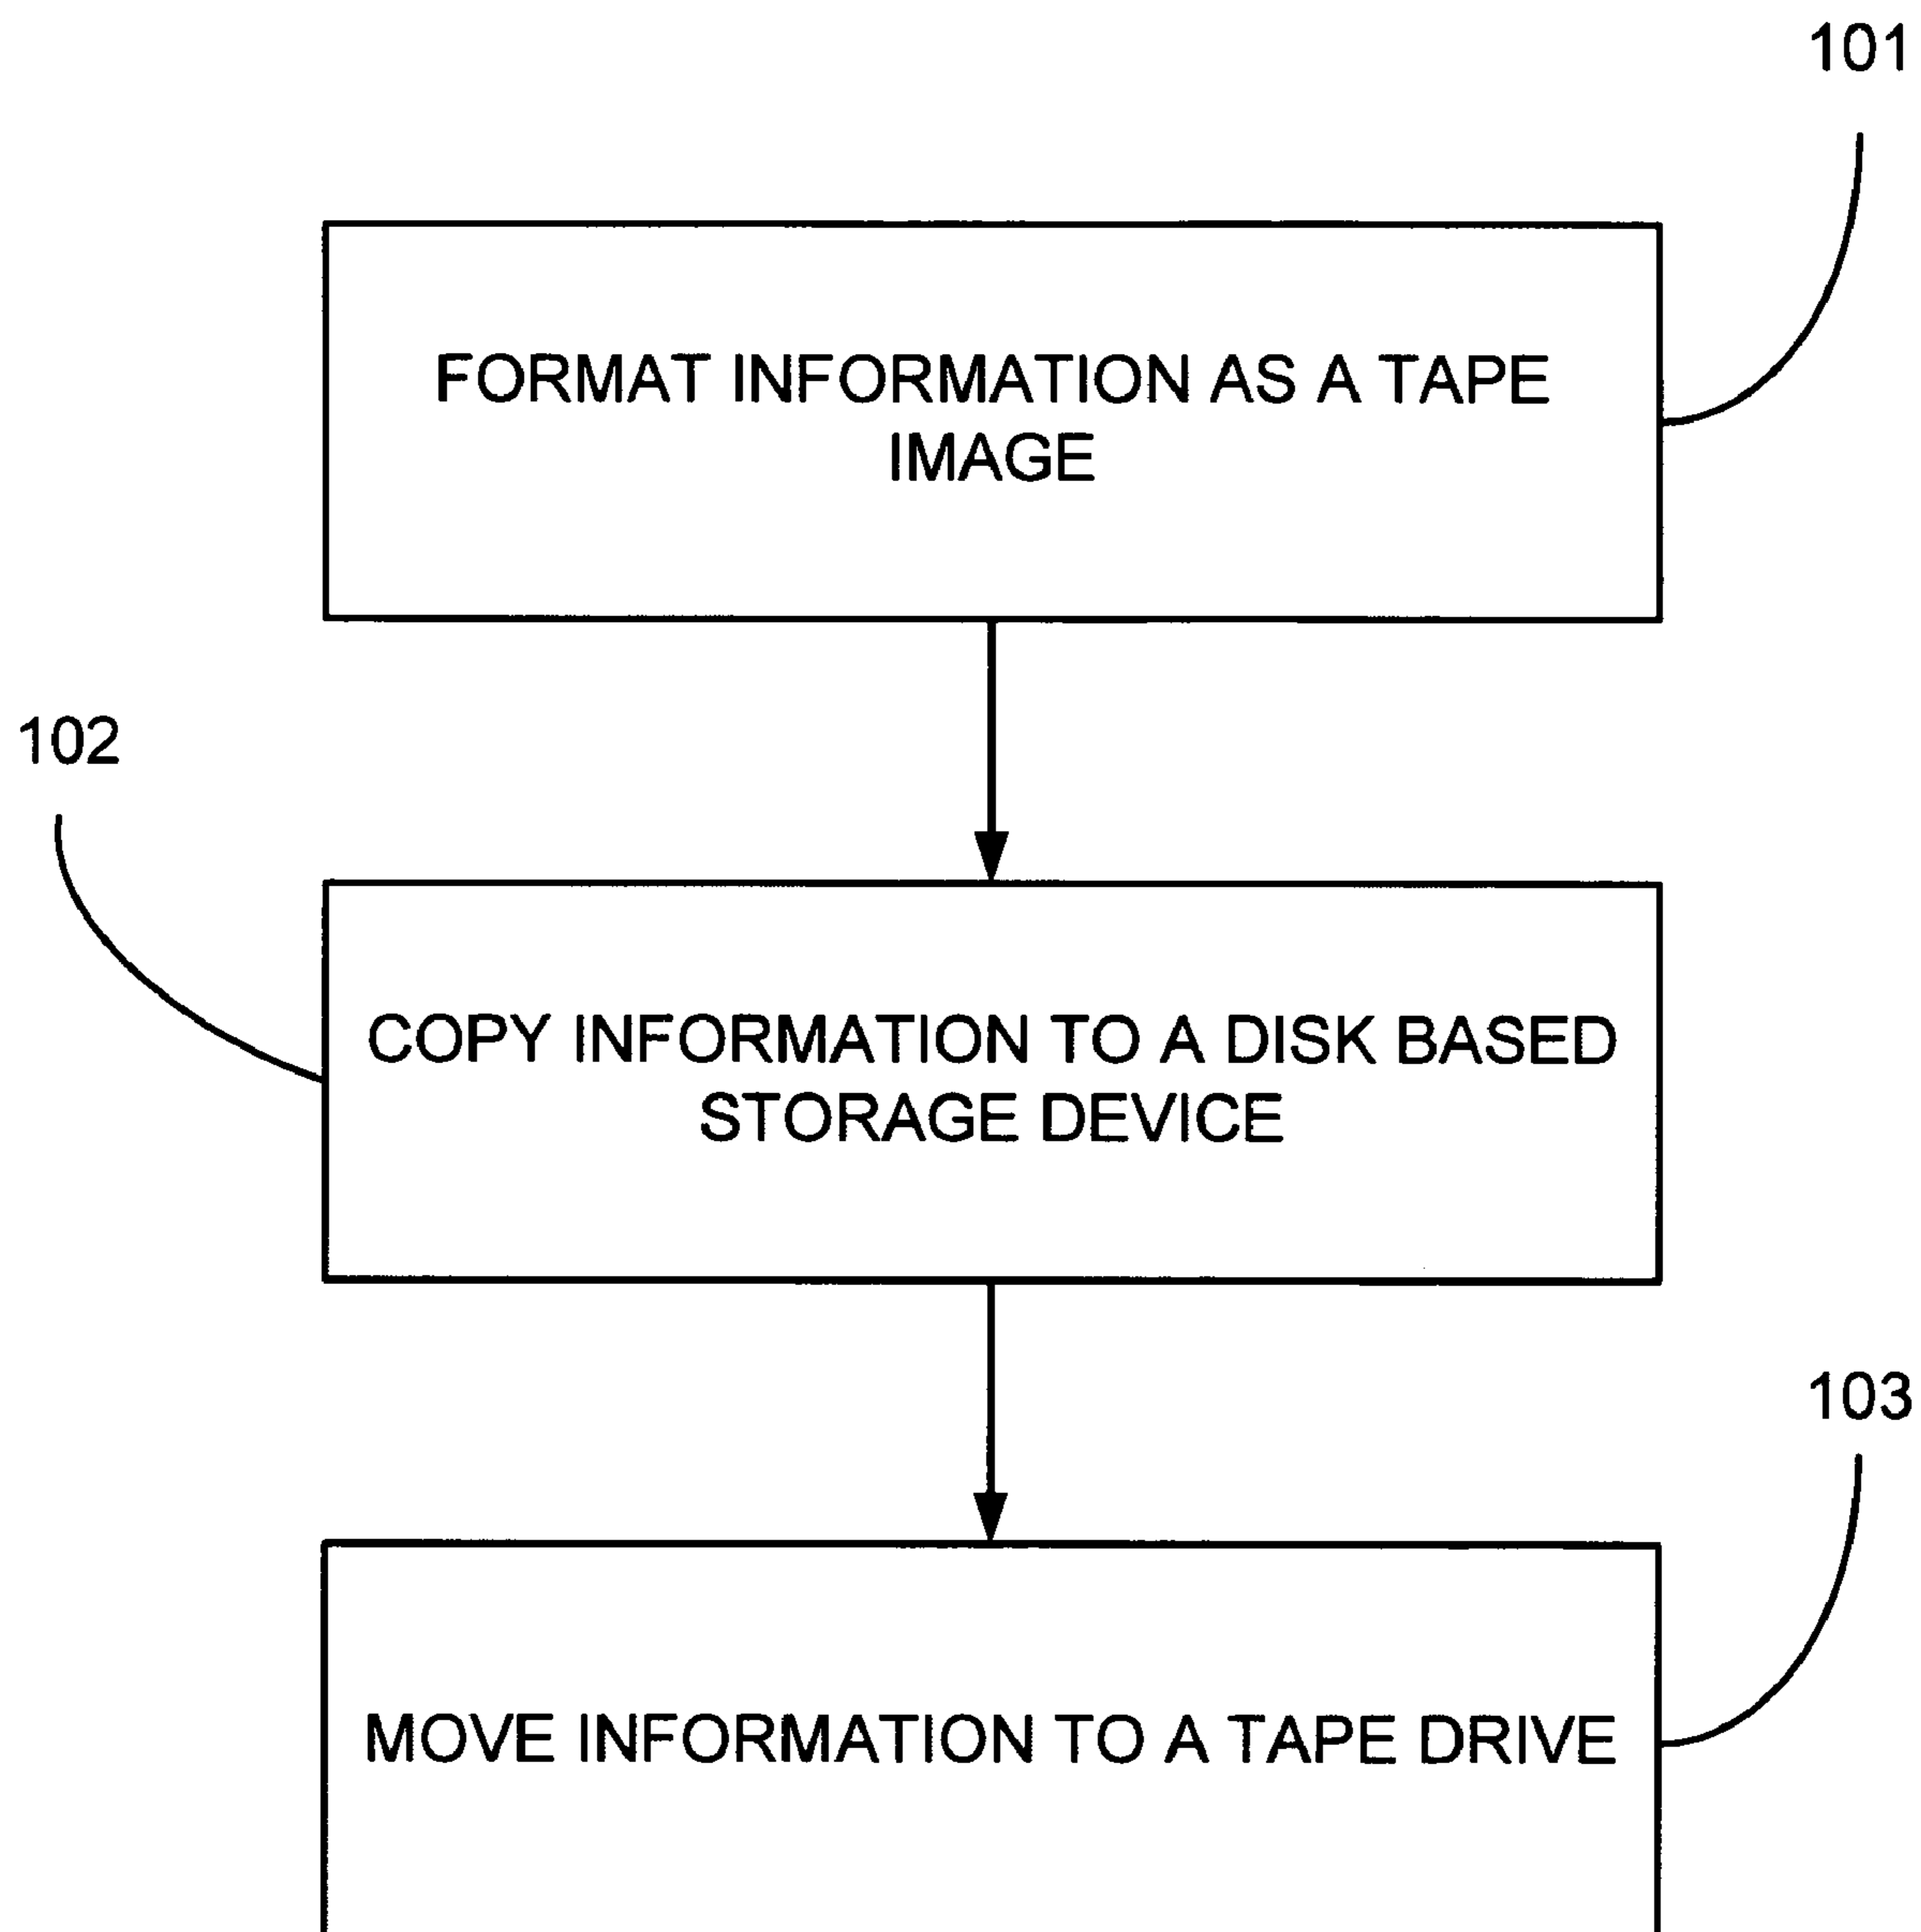 101
FORMAT INFORMATION AS A TAPE
IMAGE
102
COPY INFORMATION TO A DISK BASED
STORAGE DEVICE
103
MOVE INFORMATION TO A TAPE DRIVE